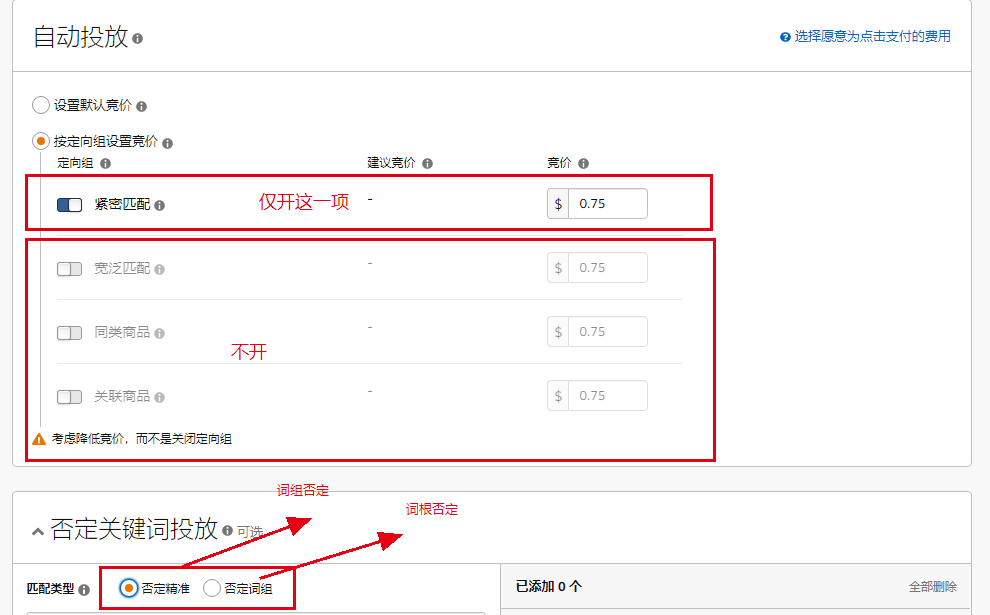 自动投放
选择愿意为点击支付的费用
设置默认竞价
按定向组设置竞价
定向组 建议竞价 竞价
紧密匹配 仅开这一项 - $ 0.75
宽泛匹配 - $ 0.75
同类商品 - $ 0.75
不开
关联商品 - $ 0.75
考虑降低竞价，而不是关闭定向组
词组否定
词根否定
否定关键词投放 可选
匹配类型 否定精准 否定词组 已添加 0 个 全部删除